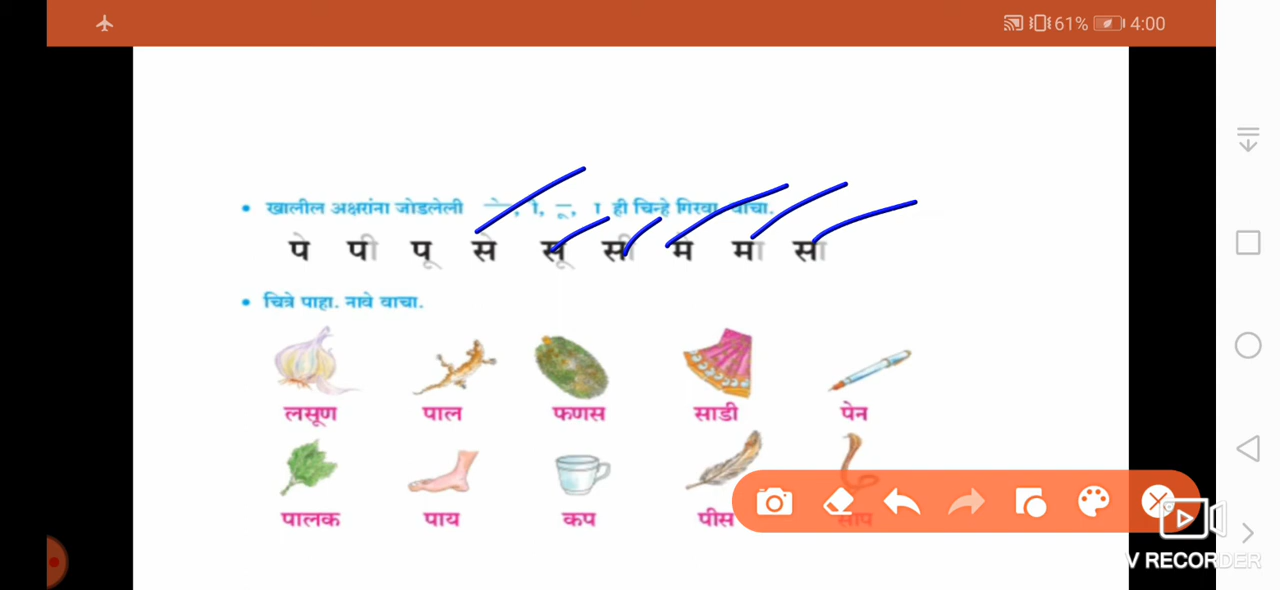 61% 4:00
• खालील अक्षरांना जोडलेली े, ी, ू, ा ही चिन्हे गिरवा. वाचा.
पे पी पू से सू सी मे मा सा
• चित्रे पाहा. नावे वाचा.
लसूण पाल फणस साडी पेन
पालक पाय कप पीस साप
V RECORDER